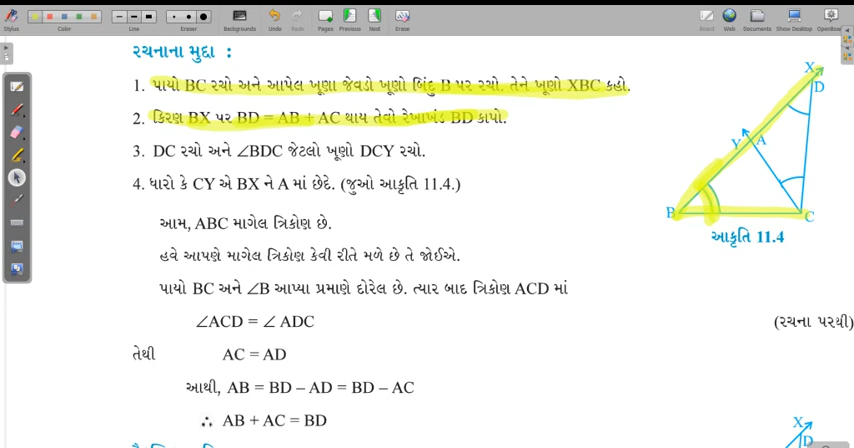 Stylus Color Line Eraser Backgrounds Undo Pages Previous Next Erase Board Web Documents Show Desktop OpenBoard
રચનાના મુદ્દા :
1. પાયો BC રચો અને આપેલ ખૂણા જેવડો ખૂણો બિંદુ B પર રચો. તેને ખૂણો XBC કહો.
2. કિરણ BX પર BD = AB + AC થાય તેવો રેખાખંડ BD કાપો.
3. DC રચો અને ∠BDC જેટલો ખૂણો DCY રચો.
4. ધારો કે CY એ BX ને A માં છેદે. (જુઓ આકૃતિ 11.4.)
આમ, ABC માગેલ ત્રિકોણ છે.
હવે આપણે માગેલ ત્રિકોણ કેવી રીતે મળે છે તે જોઈએ.
પાયો BC અને ∠B આપ્યા પ્રમાણે દોરેલ છે. ત્યાર બાદ ત્રિકોણ ACD માં
∠ACD = ∠ ADC (રચના પરથી)
તેથી AC = AD
આથી, AB = BD – AD = BD – AC
∴ AB + AC = BD
X
D
Y A
B
C
આકૃતિ 11.4
X
D